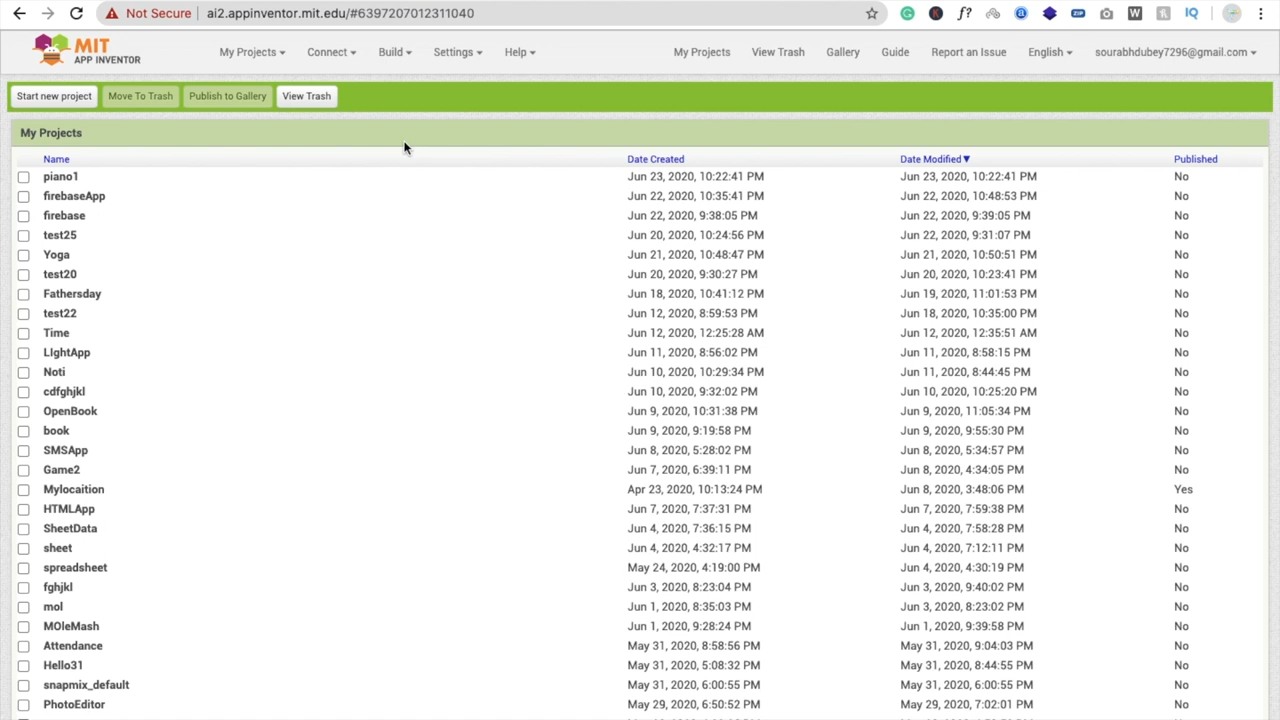 Not Secure ai2.appinventor.mit.edu/#6397207012311040
MIT APP INVENTOR My Projects Connect Build Settings Help My Projects View Trash Gallery Guide Report an Issue English sourabhdubey7296@gmail.com
Start new project Move To Trash Publish to Gallery View Trash
My Projects
Name Date Created Date Modified Published
piano1 Jun 23, 2020, 10:22:41 PM Jun 23, 2020, 10:22:41 PM No
firebaseApp Jun 22, 2020, 10:35:41 PM Jun 22, 2020, 10:48:53 PM No
firebase Jun 22, 2020, 9:38:05 PM Jun 22, 2020, 9:39:05 PM No
test25 Jun 20, 2020, 10:24:56 PM Jun 22, 2020, 9:31:07 PM No
Yoga Jun 21, 2020, 10:48:47 PM Jun 21, 2020, 10:50:51 PM No
test20 Jun 20, 2020, 9:30:27 PM Jun 20, 2020, 10:23:41 PM No
Fathersday Jun 18, 2020, 10:41:12 PM Jun 19, 2020, 11:01:53 PM No
test22 Jun 12, 2020, 8:59:53 PM Jun 18, 2020, 10:35:00 PM No
Time Jun 12, 2020, 12:25:28 AM Jun 12, 2020, 12:35:51 AM No
LIghtApp Jun 11, 2020, 8:56:02 PM Jun 11, 2020, 8:58:15 PM No
Noti Jun 10, 2020, 10:29:34 PM Jun 11, 2020, 8:44:45 PM No
cdfghjkl Jun 10, 2020, 9:32:02 PM Jun 10, 2020, 10:25:20 PM No
OpenBook Jun 9, 2020, 10:31:38 PM Jun 9, 2020, 11:05:34 PM No
book Jun 9, 2020, 9:19:58 PM Jun 9, 2020, 9:55:30 PM No
SMSApp Jun 8, 2020, 5:28:02 PM Jun 8, 2020, 5:34:57 PM No
Game2 Jun 7, 2020, 6:39:11 PM Jun 8, 2020, 4:34:05 PM No
Mylocaition Apr 23, 2020, 10:13:24 PM Jun 8, 2020, 3:48:06 PM Yes
HTMLApp Jun 7, 2020, 7:37:31 PM Jun 7, 2020, 7:59:38 PM No
SheetData Jun 4, 2020, 7:36:15 PM Jun 4, 2020, 7:58:28 PM No
sheet Jun 4, 2020, 4:32:17 PM Jun 4, 2020, 7:12:11 PM No
spreadsheet May 24, 2020, 4:19:00 PM Jun 4, 2020, 4:30:19 PM No
fghjkl Jun 3, 2020, 8:23:04 PM Jun 3, 2020, 9:40:02 PM No
mol Jun 1, 2020, 8:35:03 PM Jun 3, 2020, 8:23:02 PM No
MOleMash Jun 1, 2020, 9:28:24 PM Jun 1, 2020, 9:39:58 PM No
Attendance May 31, 2020, 8:58:56 PM May 31, 2020, 9:04:03 PM No
Hello31 May 31, 2020, 5:08:32 PM May 31, 2020, 8:44:55 PM No
snapmix_default May 31, 2020, 6:00:55 PM May 31, 2020, 6:00:55 PM No
PhotoEditor May 29, 2020, 6:50:52 PM May 29, 2020, 7:02:01 PM No